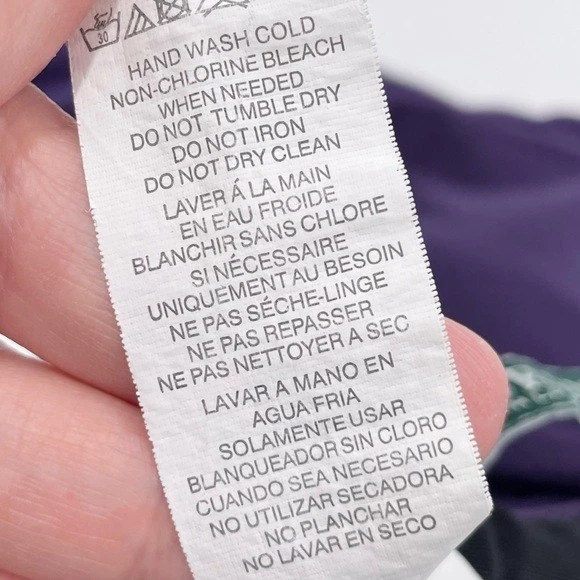 30
HAND WASH COLD
NON-CHLORINE BLEACH
WHEN NEEDED
DO NOT TUMBLE DRY
DO NOT IRON
DO NOT DRY CLEAN
LAVER Á LA MAIN
EN EAU FROIDE
BLANCHIR SANS CHLORE
SI NÉCESSAIRE
UNIQUEMENT AU BESOIN
NE PAS SÉCHE-LINGE
NE PAS REPASSER
NE PAS NETTOYER A SEC
LAVAR A MANO EN
AGUA FRIA
SOLAMENTE USAR
BLANQUEADOR SIN CLORO
CUANDO SEA NECESARIO
NO UTILIZAR SECADORA
NO PLANCHAR
NO LAVAR EN SECO